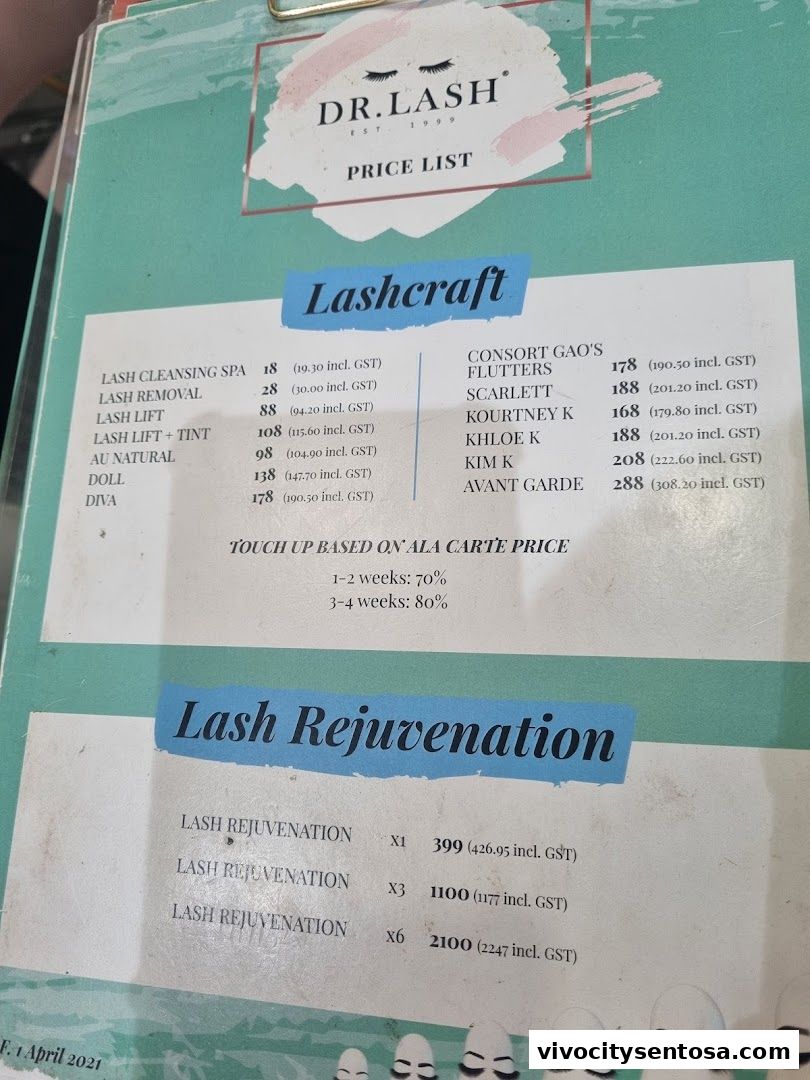 DR.LASH®
EST. 1999
PRICE LIST
Lashcraft
LASH CLEANSING SPA 18 (19.30 incl. GST)
LASH REMOVAL 28 (30.00 incl. GST)
LASH LIFT 88 (94.20 incl. GST)
LASH LIFT + TINT 108 (115.60 incl. GST)
AU NATURAL 98 (104.90 incl. GST)
DOLL 138 (147.70 incl. GST)
DIVA 178 (190.50 incl. GST)
CONSORT GAO'S
FLUTTERS 178 (190.50 incl. GST)
SCARLETT 188 (201.20 incl. GST)
KOURTNEY K 168 (179.80 incl. GST)
KHLOE K 188 (201.20 incl. GST)
KIM K 208 (222.60 incl. GST)
AVANT GARDE 288 (308.20 incl. GST)
TOUCH UP BASED ON ALA CARTE PRICE
1-2 weeks: 70%
3-4 weeks: 80%
Lash Rejuvenation
LASH REJUVENATION X1 399 (426.95 incl. GST)
LASH REJUVENATION X3 1100 (1177 incl. GST)
LASH REJUVENATION X6 2100 (2247 incl. GST)
F. 1 April 2021
vivocitysentosa.com